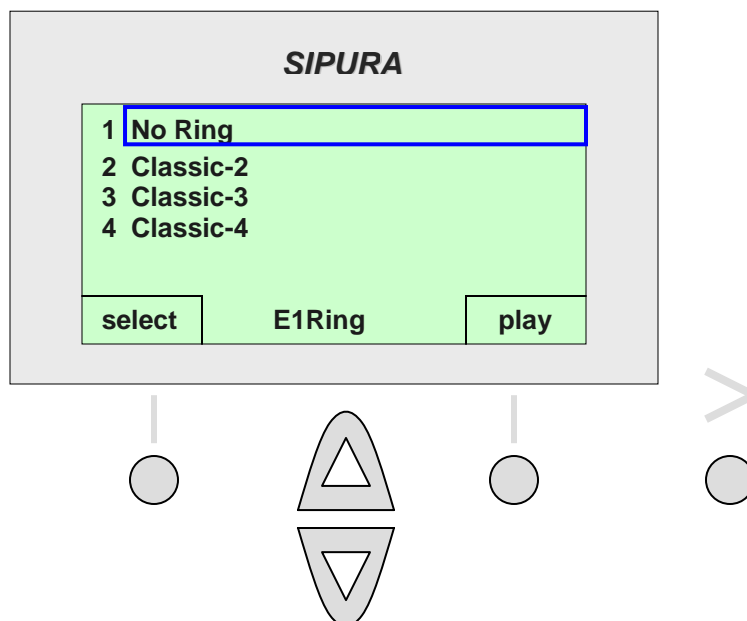 SIPURA
1 No Ring
2 Classic-2
3 Classic-3
4 Classic-4
select E1Ring play
>